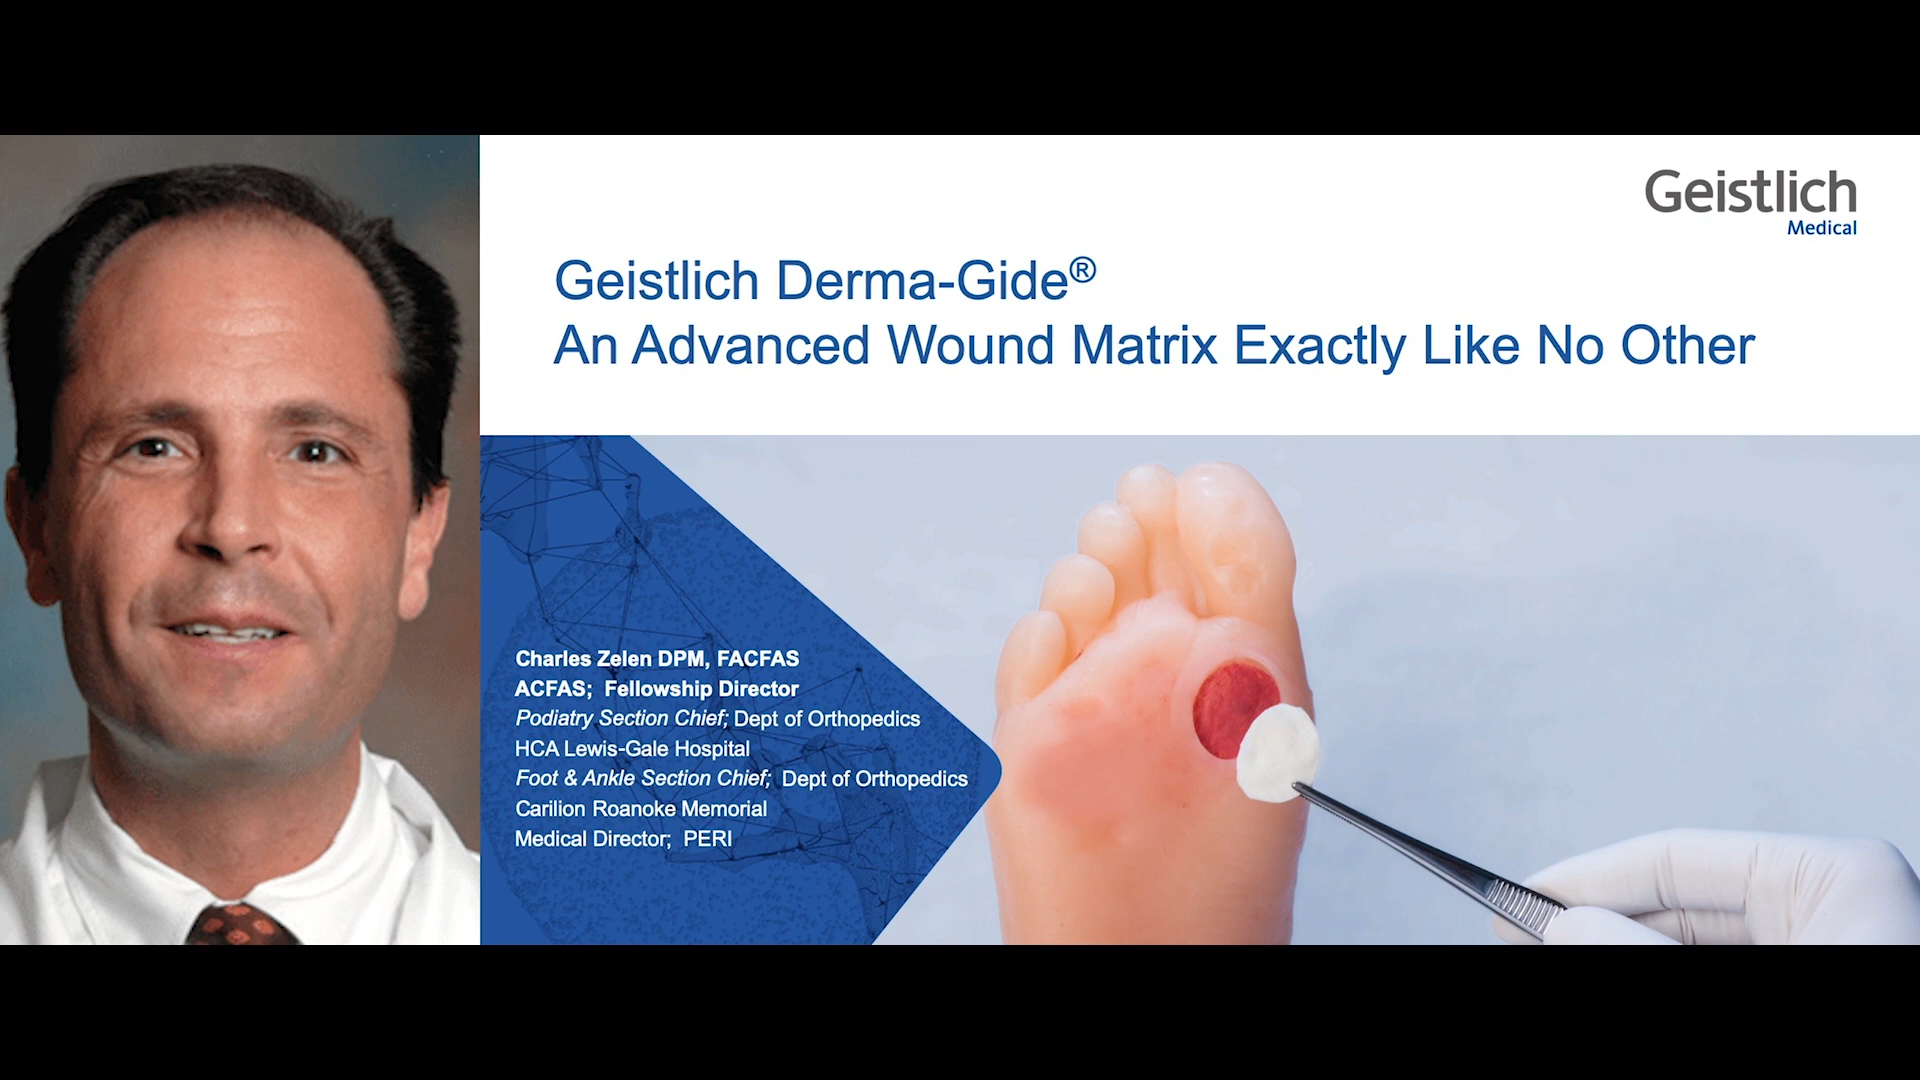 Geistlich
Medical
Geistlich Derma-Gide®
An Advanced Wound Matrix Exactly Like No Other
Charles Zelen DPM, FACFAS
ACFAS; Fellowship Director
Podiatry Section Chief; Dept of Orthopedics
HCA Lewis-Gale Hospital
Foot & Ankle Section Chief; Dept of Orthopedics
Carilion Roanoke Memorial
Medical Director; PERI